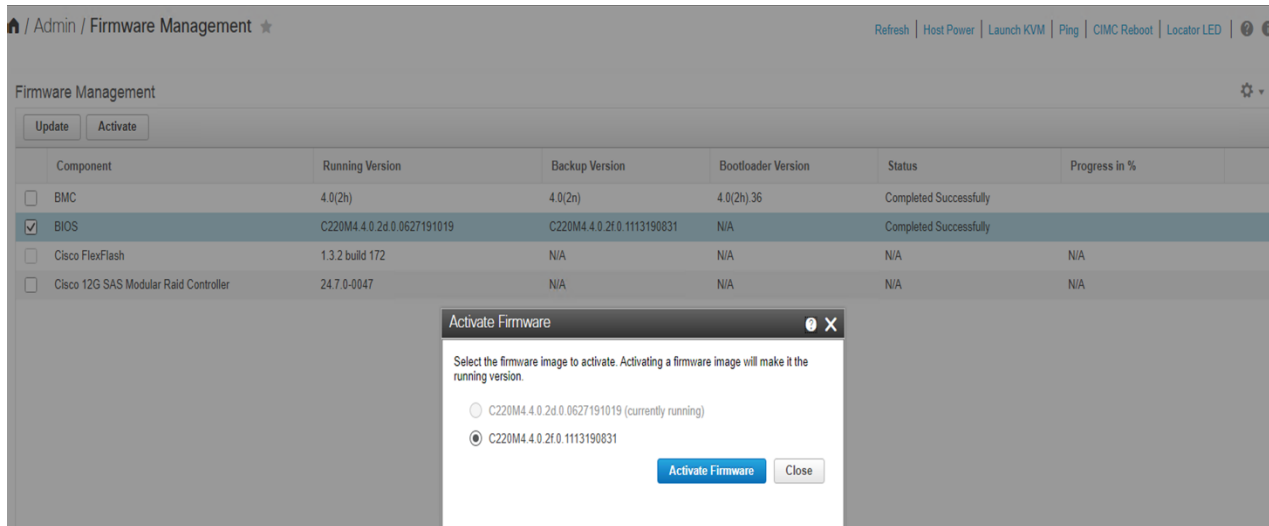 / Admin / Firmware Management
Refresh | Host Power | Launch KVM | Ping | CIMC Reboot | Locator LED |
Firmware Management
Update Activate
Component Running Version Backup Version Bootloader Version Status Progress in %
BMC 4.0(2h) 4.0(2n) 4.0(2h).36 Completed Successfully
BIOS C220M4.4.0.2d.0.0627191019 C220M4.4.0.2f.0.1113190831 N/A Completed Successfully
Cisco FlexFlash 1.3.2 build 172 N/A N/A N/A N/A
Cisco 12G SAS Modular Raid Controller 24.7.0-0047 N/A N/A N/A N/A
Activate Firmware
Select the firmware image to activate. Activating a firmware image will make it the
running version.
C220M4.4.0.2d.0.0627191019 (currently running)
C220M4.4.0.2f.0.1113190831
Activate Firmware Close